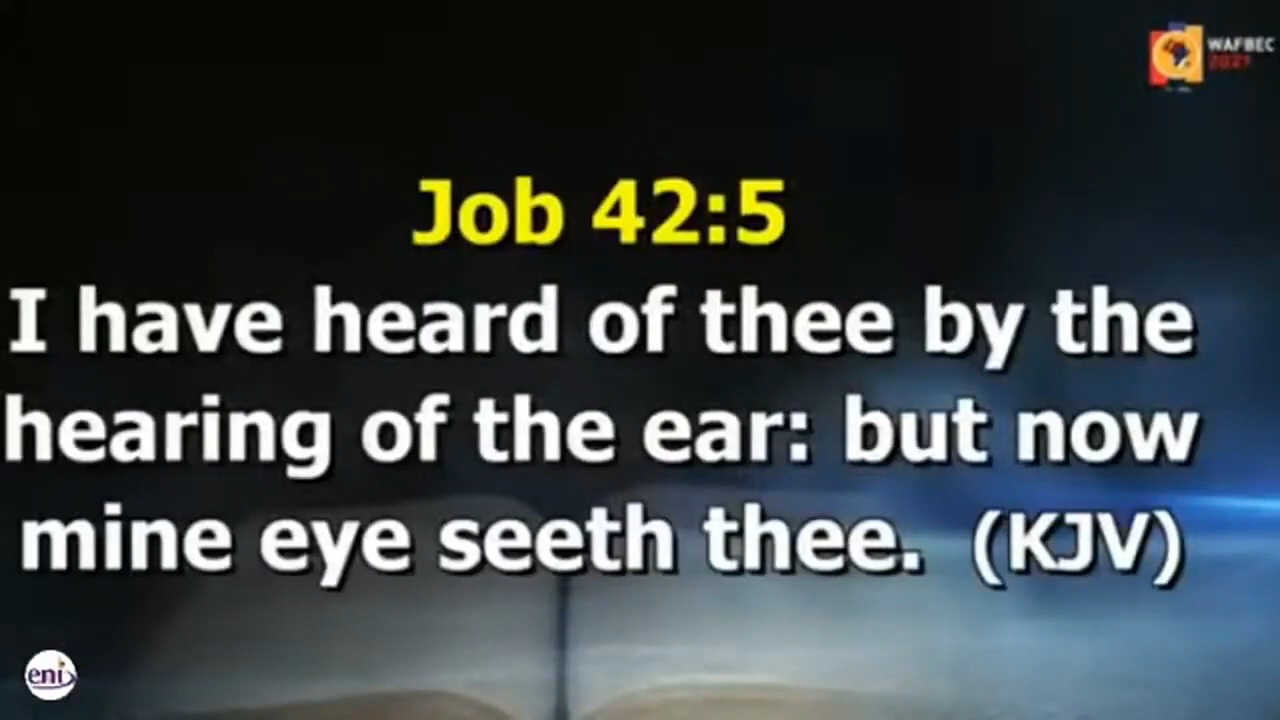 WAFBEC
2021
Job 42:5
I have heard of thee by the
hearing of the ear: but now
mine eye seeth thee. (KJV)
eni